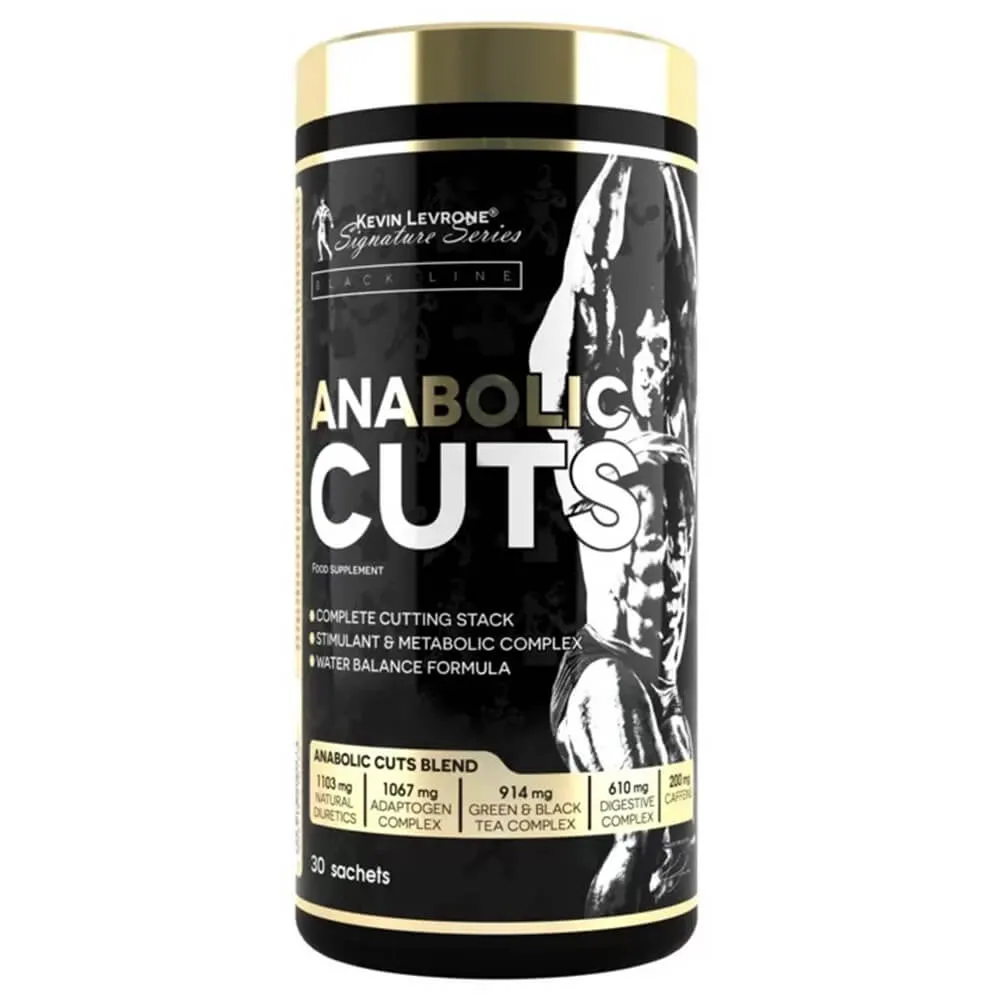 KEVIN LEVRONE®
Signature Series
BLACK LINE
ANABOLIC
CUTS
FOOD SUPPLEMENT
COMPLETE CUTTING STACK
STIMULANT & METABOLIC COMPLEX
WATER BALANCE FORMULA
ANABOLIC CUTS BLEND
1103 mg
NATURAL
DIURETICS
1067 mg
ADAPTOGEN
COMPLEX
914 mg
GREEN & BLACK
TEA COMPLEX
610 mg
DIGESTIVE
COMPLEX
200 mg
CAFFEINE
30 sachets